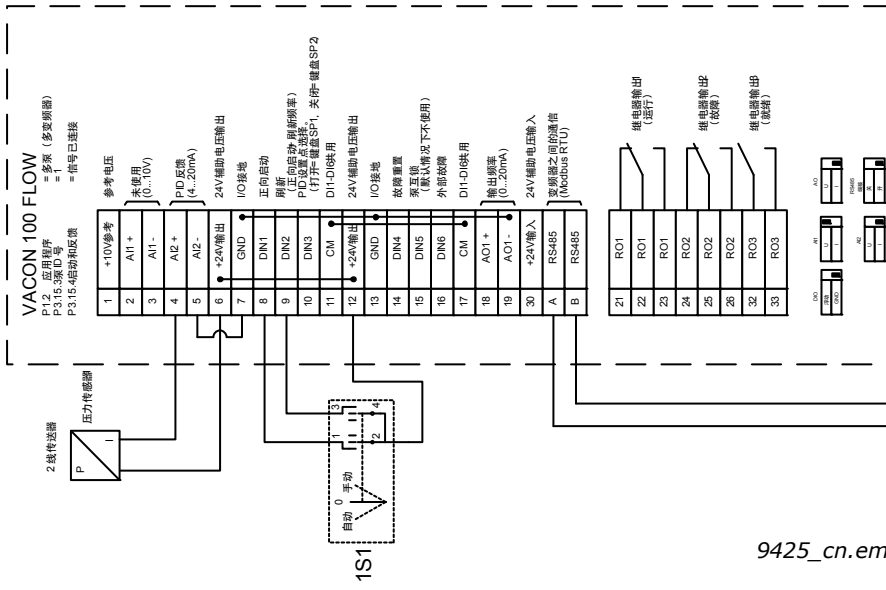 VACON 100 FLOW
P1.2 应用程序 = 多泵（多变频器）
P3.15.3泵ID 号 = 1
P3.15.4启动和反馈 = 信号已连接
1 +10V参考 参考电压
2 AI1 + 未使用
3 AI1 - (0...10V)
4 AI2 + PID 反馈
5 AI2 - (4...20mA)
6 +24V输出 24V辅助电压输出
7 GND I/O接地
8 DIN1 正向启动
9 DIN2 刷新
(正向启动 刷新频率)
10 DIN3 PID设置点选择。
(打开=键盘SP1, 关闭=键盘SP2)
11 CM DI1-DI6共用
12 +24V输出 24V辅助电压输出
13 GND I/O接地
14 DIN4 故障重置
15 DIN5 泵互锁
(默认情况下不使用)
16 DIN6 外部故障
17 CM DI1-DI6共用
18 AO1 + 输出频率
19 AO1 - (0...20mA)
30 +24V输入 24V辅助电压输入
A RS485 变频器之间的通信
B RS485 (Modbus RTU)
21 RO1 继电器输出1
22 RO1 (运行)
23 RO1
24 RO2 继电器输出2
25 RO2 (故障)
26 RO2
32 RO3 继电器输出3
33 RO3 (就绪)
2 线传送器
压力传感器
P
I
1S1
自动
0
手动
1
2
3
4
DIO
浮动
GND
AI1
U
I
AO
U
I
AI2
U
I
RS485
9425_cn.em